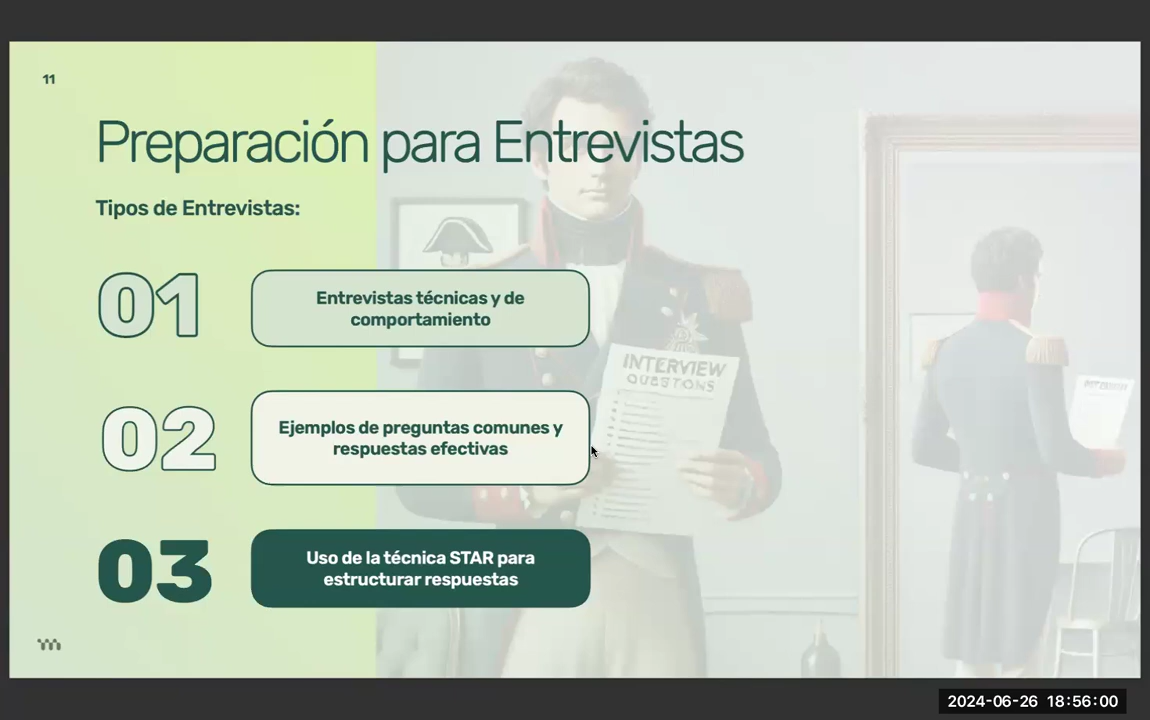 11
Preparación para Entrevistas
Tipos de Entrevistas:
01
Entrevistas técnicas y de
comportamiento
INTERVIEW
QUESTIONS
02
Ejemplos de preguntas comunes y
respuestas efectivas
03
Uso de la técnica STAR para
estructurar respuestas
2024-06-26 18:56:00